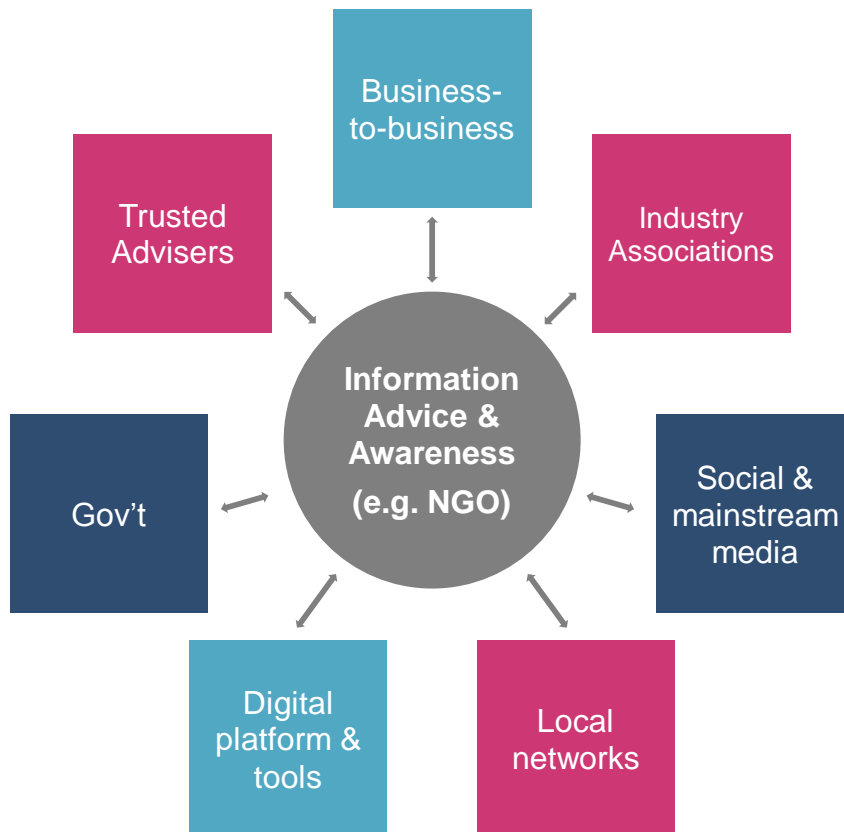 Business-
to-business
Trusted
Advisers
Industry
Associations
Information
Advice &
Awareness
(e.g. NGO)
Gov’t
Social &
mainstream
media
Digital
platform &
tools
Local
networks